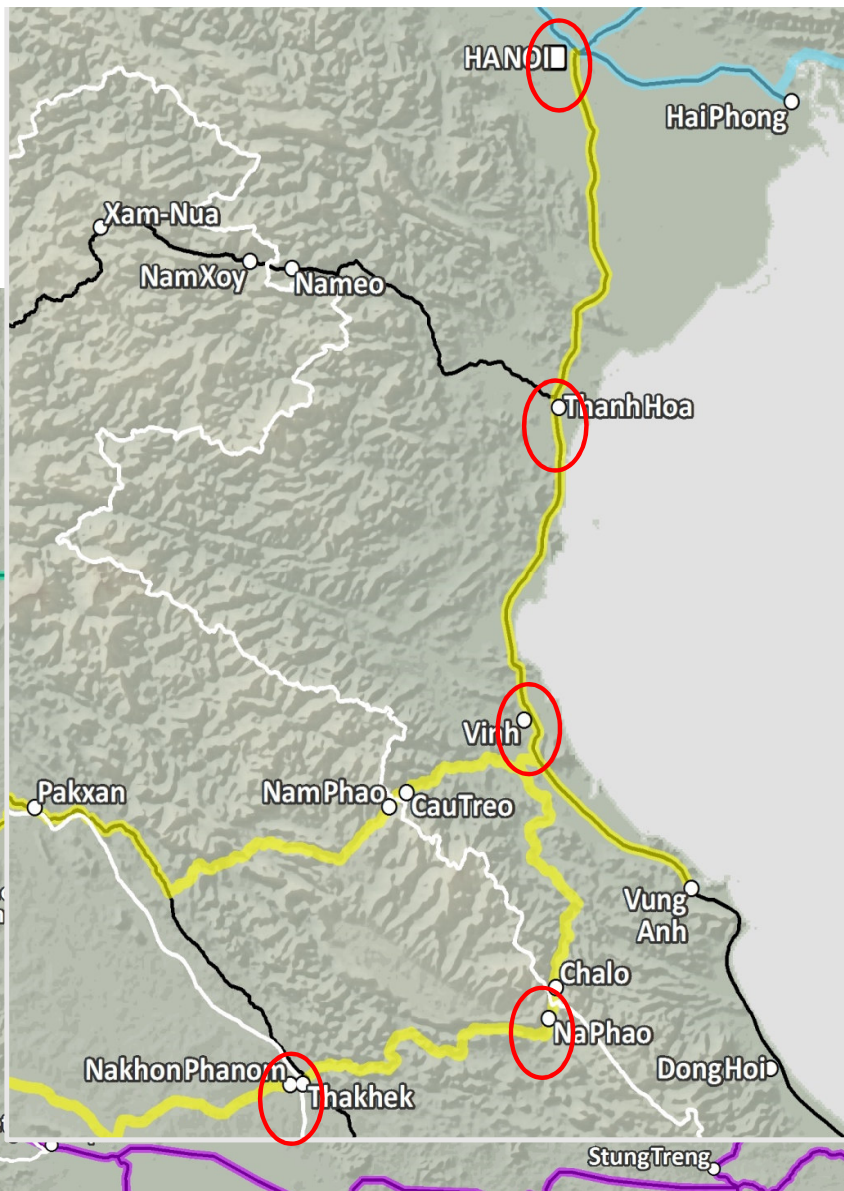 HANOI
HaiPhong
Xam-Nua
NamXoy
Nameo
ThanhHoa
Vinh
Pakxan
NamPhao
CauTreo
Vung
Anh
Chalo
NaPhao
NakhonPhanom
Thakhek
DongHoi
StungTreng